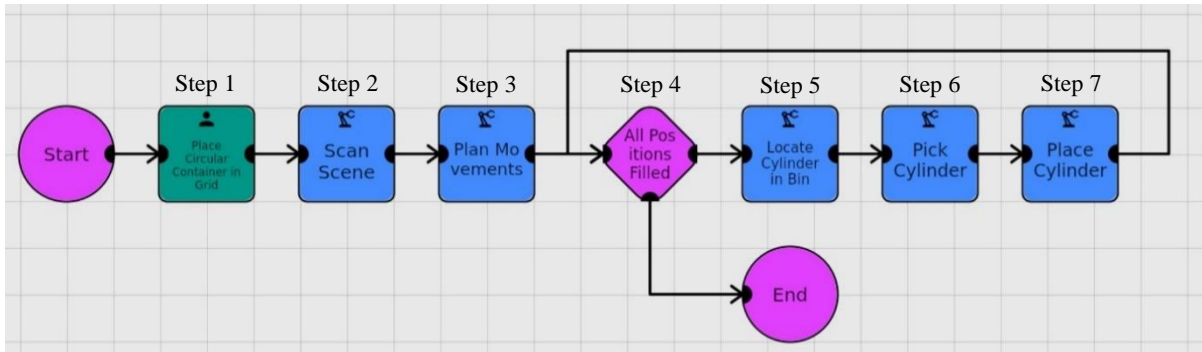 Step 1
Step 2
Step 3
Step 4
Step 5
Step 6
Step 7
Start
Place
Circular
Container in
Grid
Scan
Scene
Plan Mo
vements
All Pos
itions
Filled
Locate
Cylinder
in Bin
Pick
Cylinder
Place
Cylinder
End